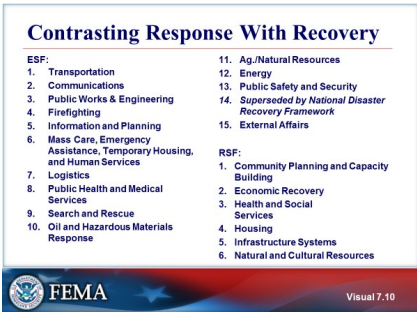 Contrasting Response With Recovery
ESF:
1. Transportation
2. Communications
3. Public Works & Engineering
4. Firefighting
5. Information and Planning
6. Mass Care, Emergency
Assistance, Temporary Housing,
and Human Services
7. Logistics
8. Public Health and Medical
Services
9. Search and Rescue
10. Oil and Hazardous Materials
Response
11. Ag./Natural Resources
12. Energy
13. Public Safety and Security
14. Superseded by National Disaster
Recovery Framework
15. External Affairs
RSF:
1. Community Planning and Capacity
Building
2. Economic Recovery
3. Health and Social
Services
4. Housing
5. Infrastructure Systems
6. Natural and Cultural Resources
FEMA
Visual 7.10